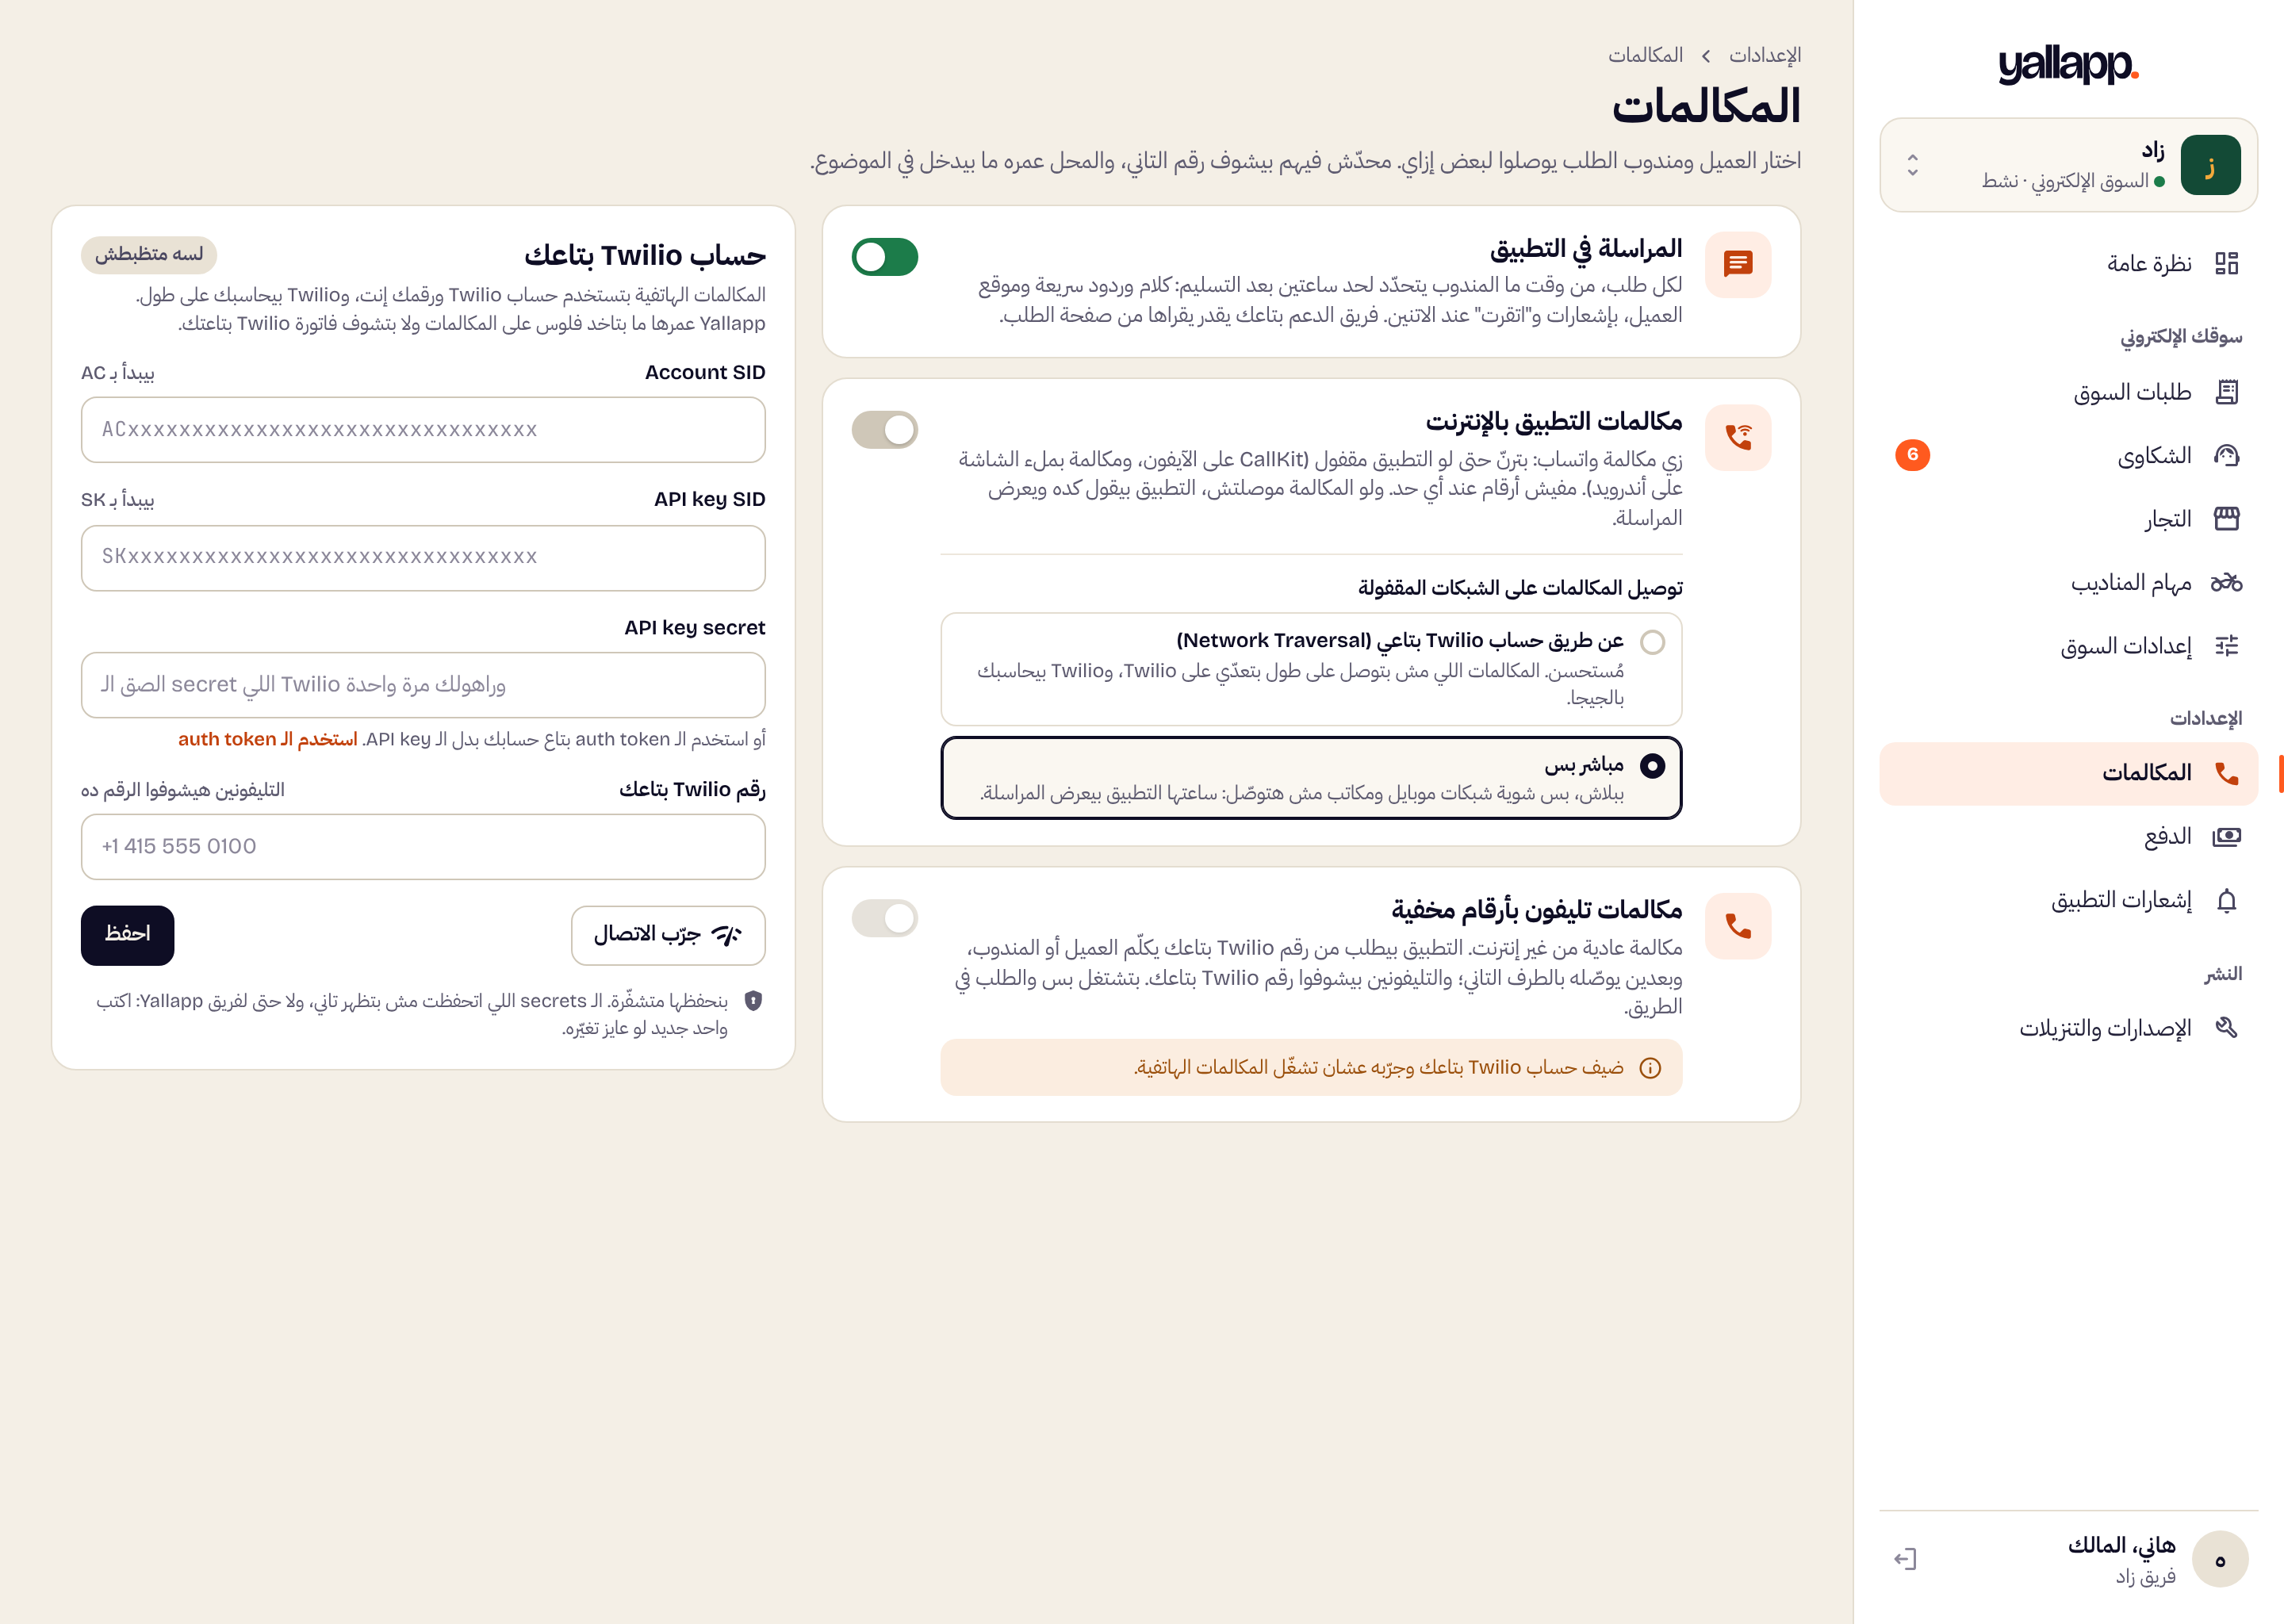 yallapp.
ز
زاد
السوق الإلكتروني · نشط
نظرة عامة
سوقك الإلكتروني
طلبات السوق
الشكاوى
6
التجار
مهام المناديب
إعدادات السوق
الإعدادات
المكالمات
الدفع
إشعارات التطبيق
النشر
الإصدارات والتنزيلات
ه
هاني، المالك
فريق زاد
الإعدادات
المكالمات
المكالمات
اختار العميل ومندوب الطلب يوصلوا لبعض إزاي. محدّش فيهم بيشوف رقم التاني، والمحل عمره ما بيدخل في الموضوع.
المراسلة في التطبيق
لكل طلب، من وقت ما المندوب يتحدّد لحد ساعتين بعد التسليم: كلام وردود سريعة وموقع
العميل، بإشعارات و"اتقرت" عند الاتنين. فريق الدعم بتاعك يقدر يقراها من صفحة الطلب.
مكالمات التطبيق بالإنترنت
زي مكالمة واتساب: بترنّ حتى لو التطبيق مقفول (CallKit على الآيفون، ومكالمة بملء الشاشة
على أندرويد). مفيش أرقام عند أي حد. ولو المكالمة موصلتش، التطبيق بيقول كده ويعرض
المراسلة.
توصيل المكالمات على الشبكات المقفولة
عن طريق حساب Twilio بتاعي (Network Traversal)
مُستحسن. المكالمات اللي مش بتوصل على طول بتعدّي على Twilio، وTwilio بيحاسبك
بالجيجا.
مباشر بس
ببلاش، بس شوية شبكات موبايل ومكاتب مش هتوصّل: ساعتها التطبيق بيعرض المراسلة.
مكالمات تليفون بأرقام مخفية
مكالمة عادية من غير إنترنت. التطبيق بيطلب من رقم Twilio بتاعك يكلّم العميل أو المندوب،
وبعدين يوصّله بالطرف التاني؛ والتليفونين بيشوفوا رقم Twilio بتاعك. بتشتغل بس والطلب في
الطريق.
ضيف حساب Twilio بتاعك وجرّبه عشان تشغّل المكالمات الهاتفية.
حساب Twilio بتاعك
لسه متظبطش
المكالمات الهاتفية بتستخدم حساب Twilio ورقمك إنت، وTwilio بيحاسبك على طول.
Yallapp عمرها ما بتاخد فلوس على المكالمات ولا بتشوف فاتورة Twilio بتاعتك.
Account SID
بيبدأ بـ AC
ACxxxxxxxxxxxxxxxxxxxxxxxxxxxxxxxx
API key SID
بيبدأ بـ SK
SKxxxxxxxxxxxxxxxxxxxxxxxxxxxxxxxx
API key secret
الصق الـ secret اللي Twilio وراهولك مرة واحدة
أو استخدم الـ auth token بتاع حسابك بدل الـ API key. استخدم الـ auth token
رقم Twilio بتاعك
التليفونين هيشوفوا الرقم ده
+1 415 555 0100
جرّب الاتصال
احفظ
بنحفظها متشفّرة. الـ secrets اللي اتحفظت مش بتظهر تاني، ولا حتى لفريق Yallapp: اكتب
واحد جديد لو عايز تغيّره.